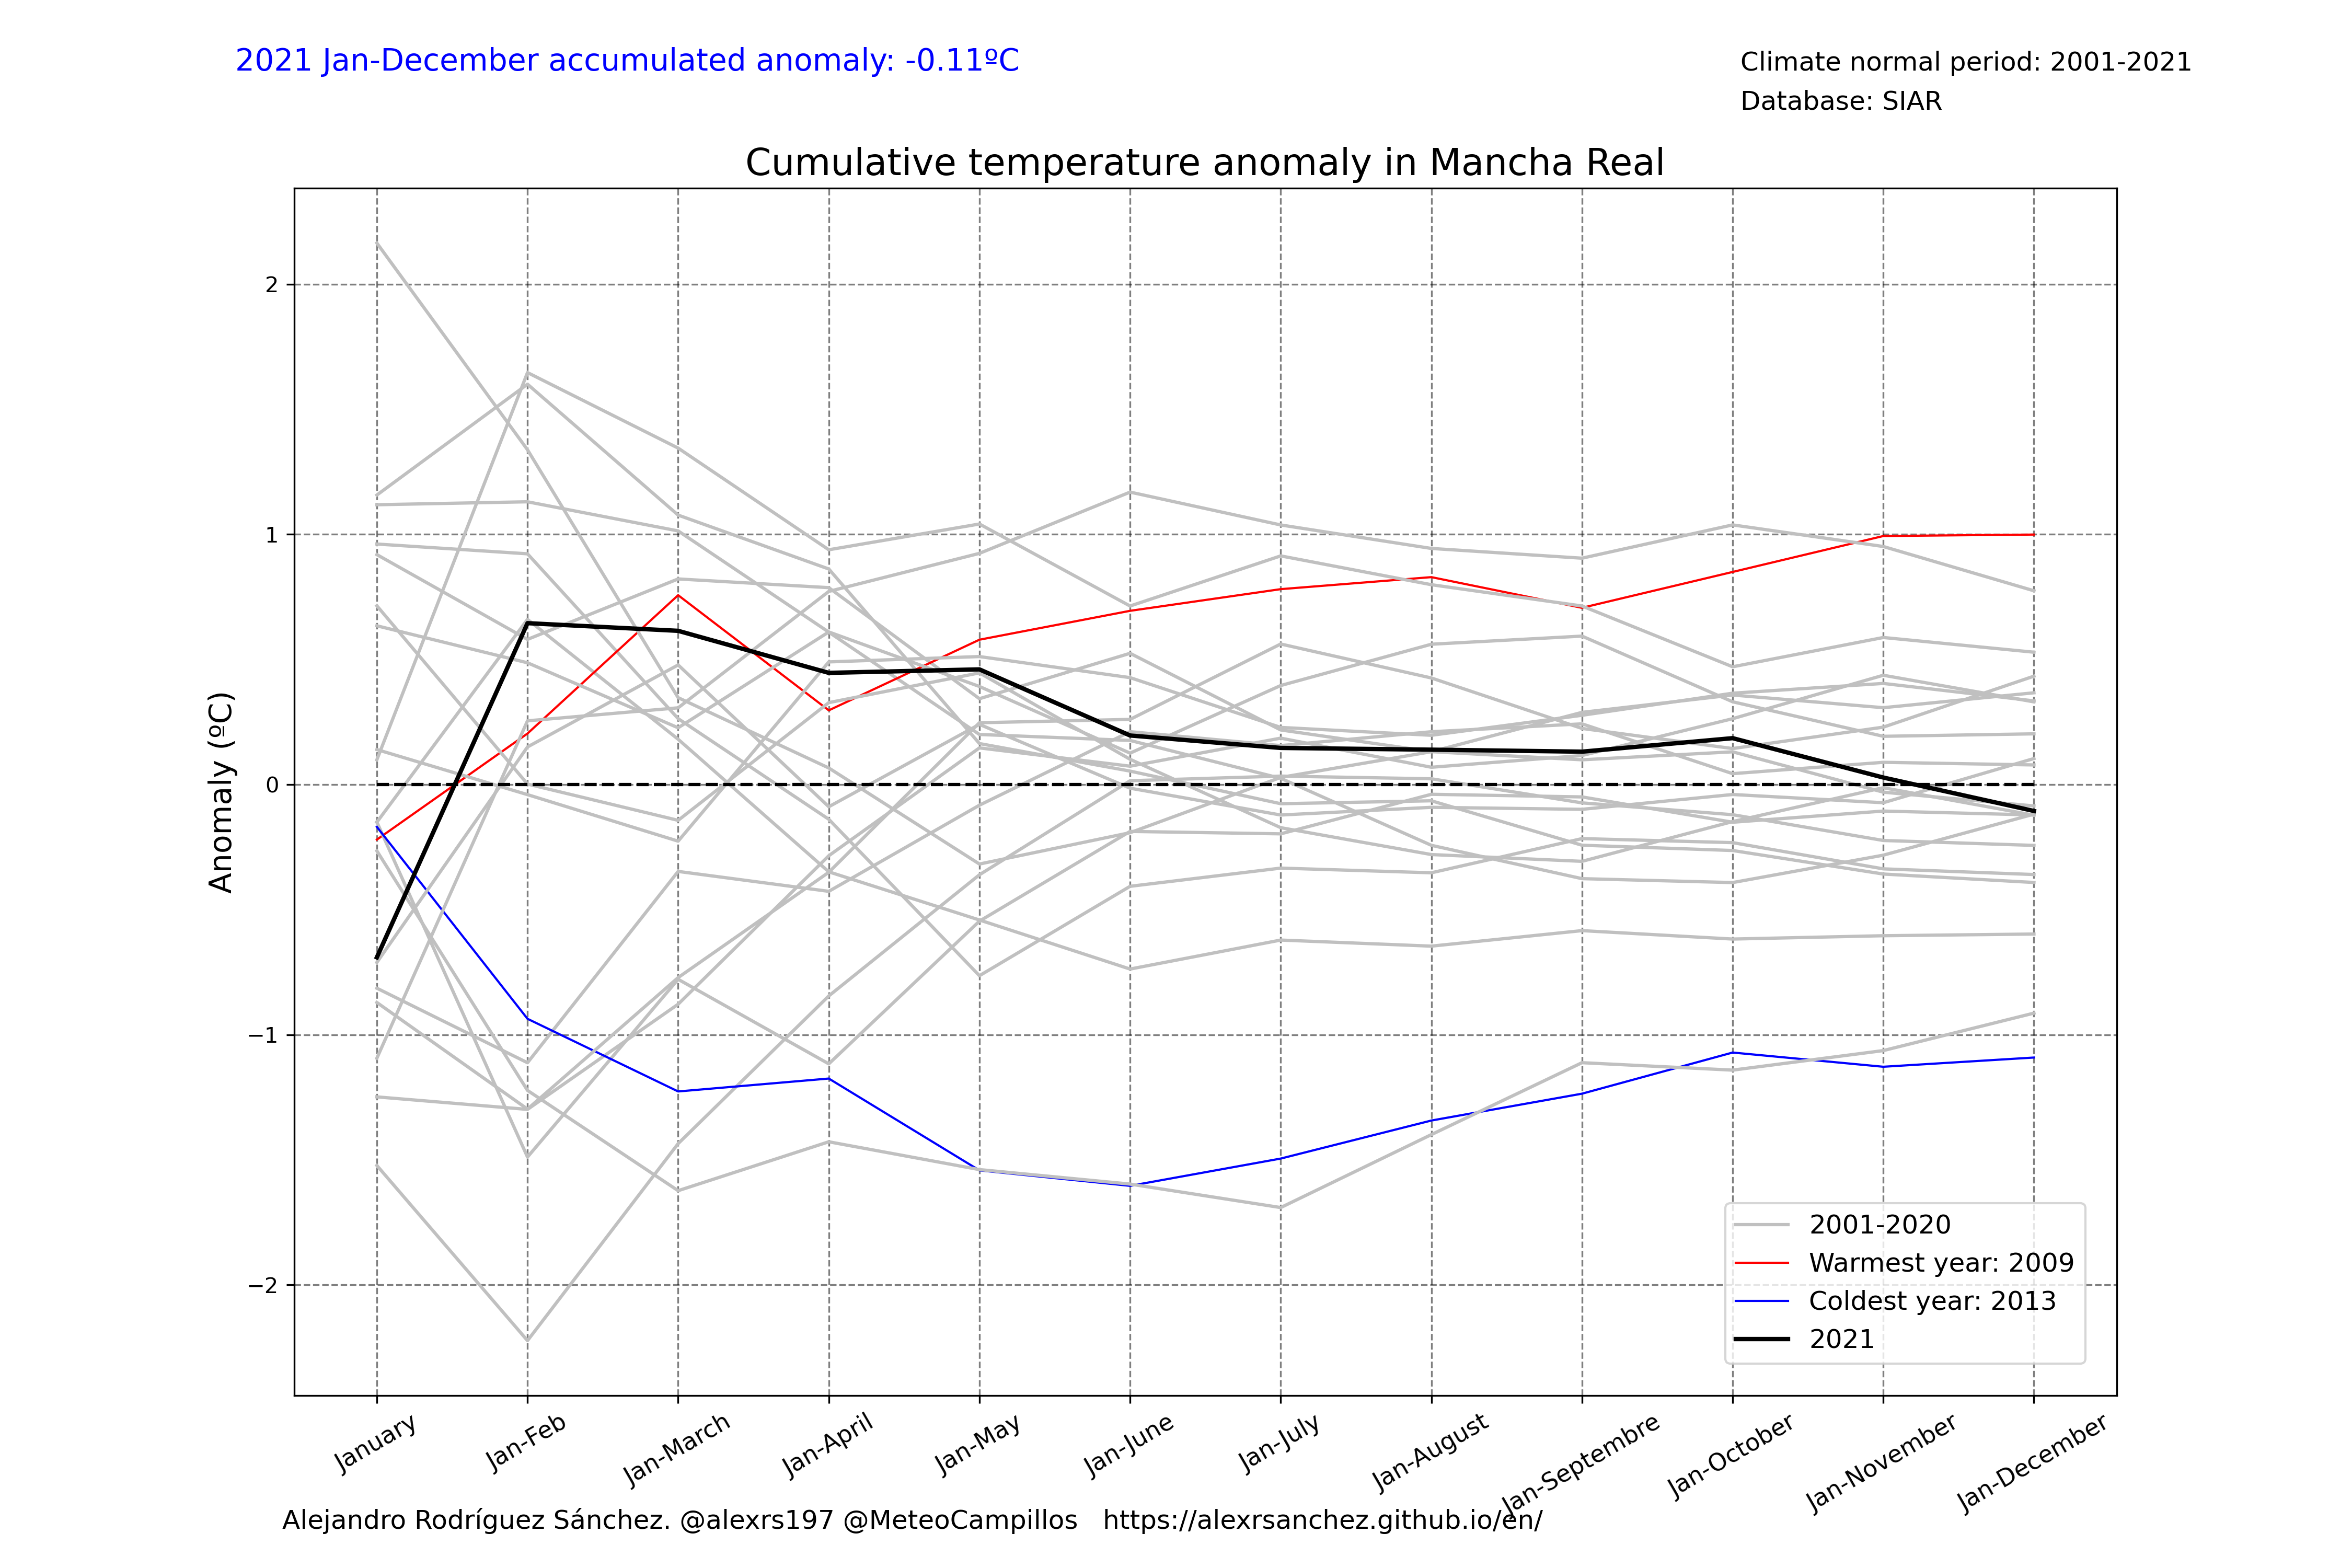 2021 Jan-December accumulated anomaly: -0.11ºC
Climate normal period: 2001-2021
Database: SIAR
Cumulative temperature anomaly in Mancha Real
Anomaly (ºC)
2
1
0
−1
−2
2001-2020
Warmest year: 2009
Coldest year: 2013
2021
January
Jan-Feb
Jan-March
Jan-April
Jan-May
Jan-June
Jan-July
Jan-August
Jan-Septembre
Jan-October
Jan-November
Jan-December
Alejandro Rodríguez Sánchez. @alexrs197 @MeteoCampillos   https://alexrsanchez.github.io/en/